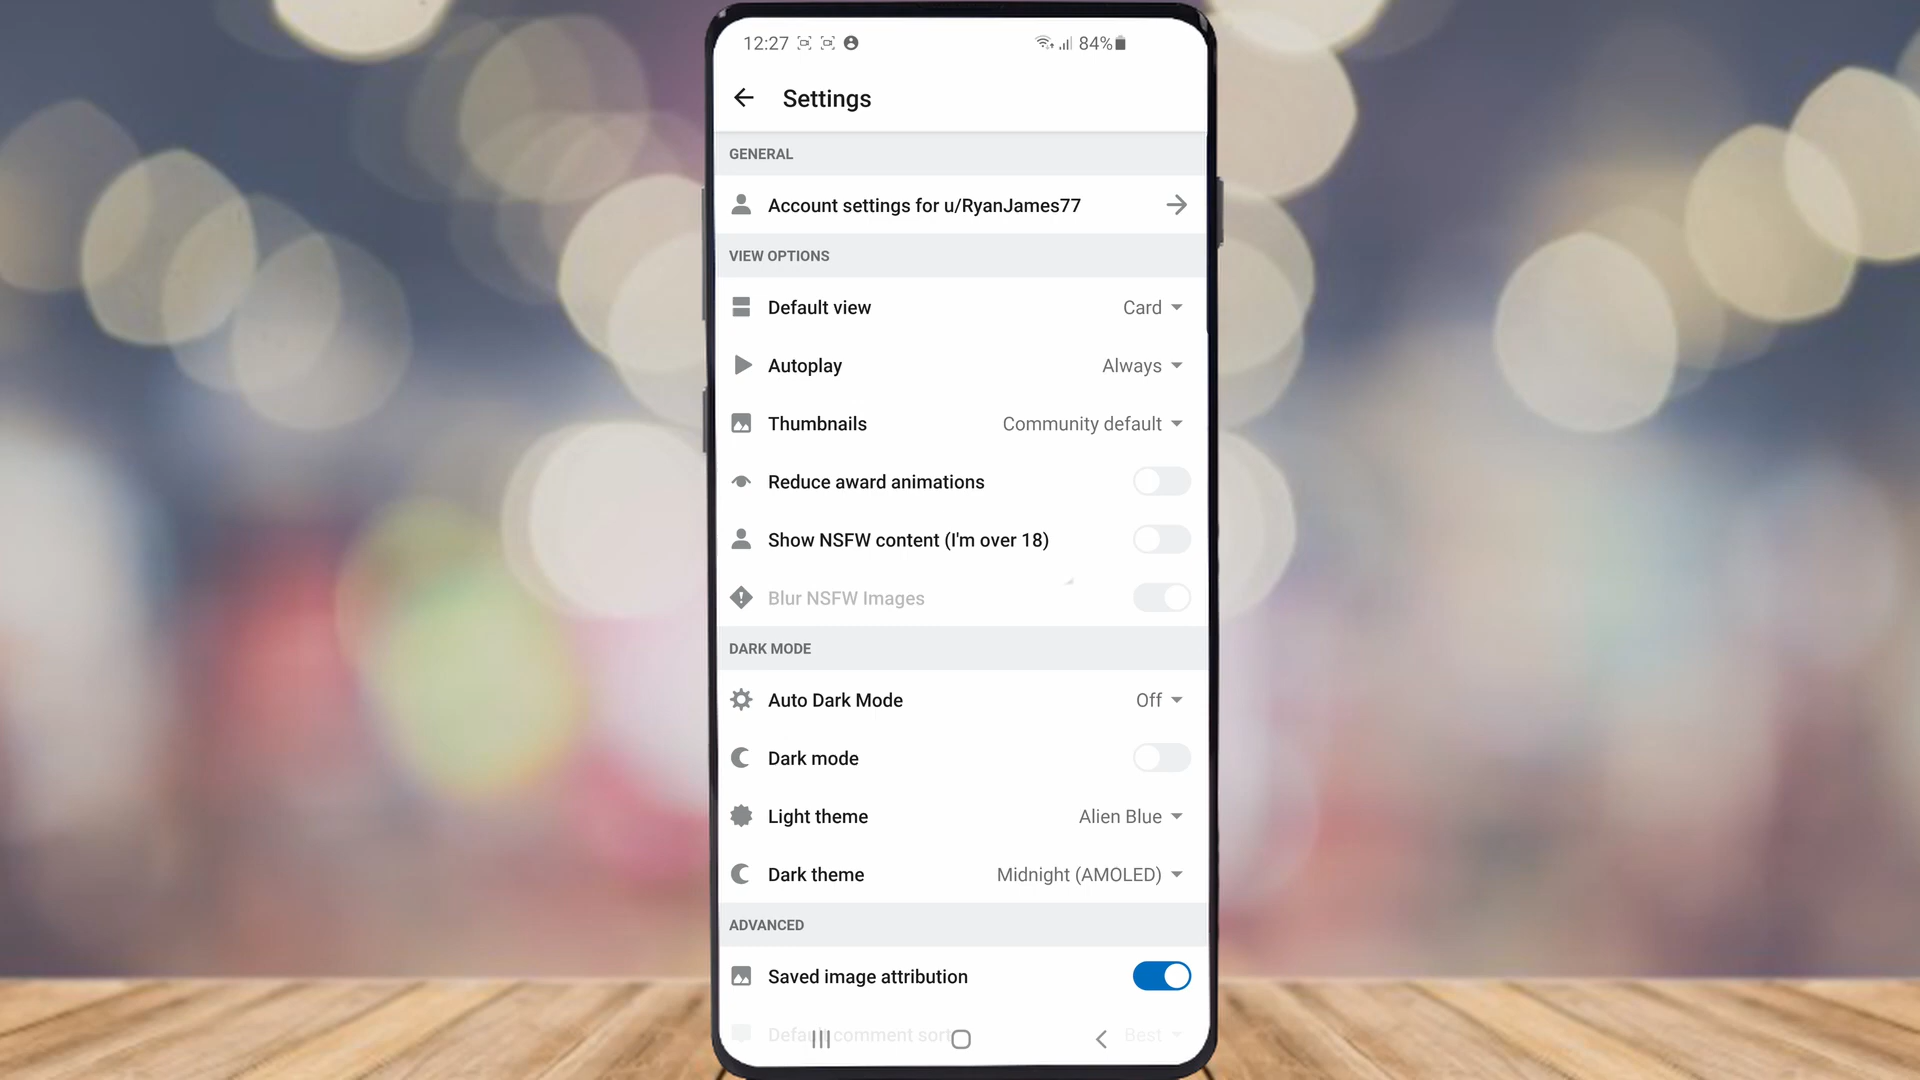 12:27 84%
Settings
GENERAL
Account settings for u/RyanJames77
VIEW OPTIONS
Default view Card
Autoplay Always
Thumbnails Community default
Reduce award animations
Show NSFW content (I'm over 18)
Blur NSFW Images
DARK MODE
Auto Dark Mode Off
Dark mode
Light theme Alien Blue
Dark theme Midnight (AMOLED)
ADVANCED
Saved image attribution
Default comment sort Best